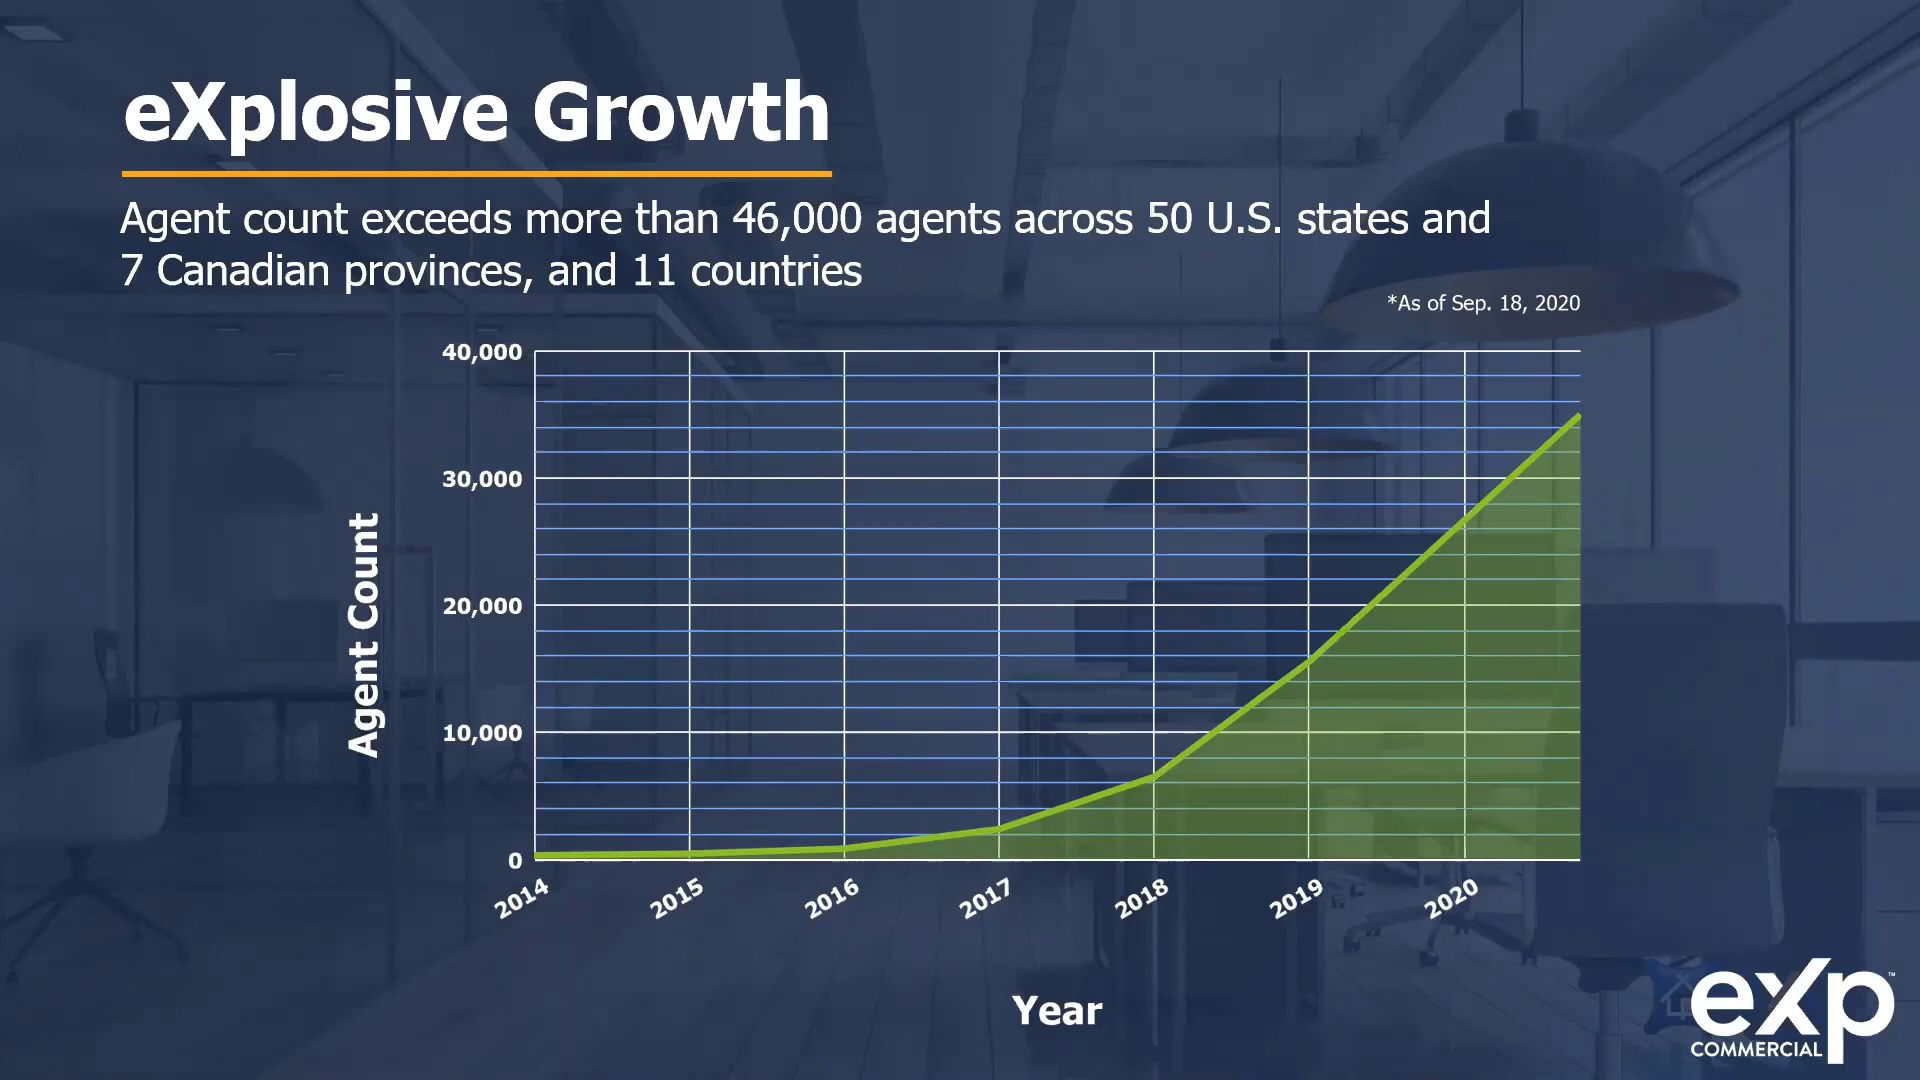 eXplosive Growth
Agent count exceeds more than 46,000 agents across 50 U.S. states and
7 Canadian provinces, and 11 countries
*As of Sep. 18, 2020
40,000
30,000
20,000
10,000
0
Agent Count
2014 2015 2016 2017 2018 2019 2020
Year
eXp™
COMMERCIAL